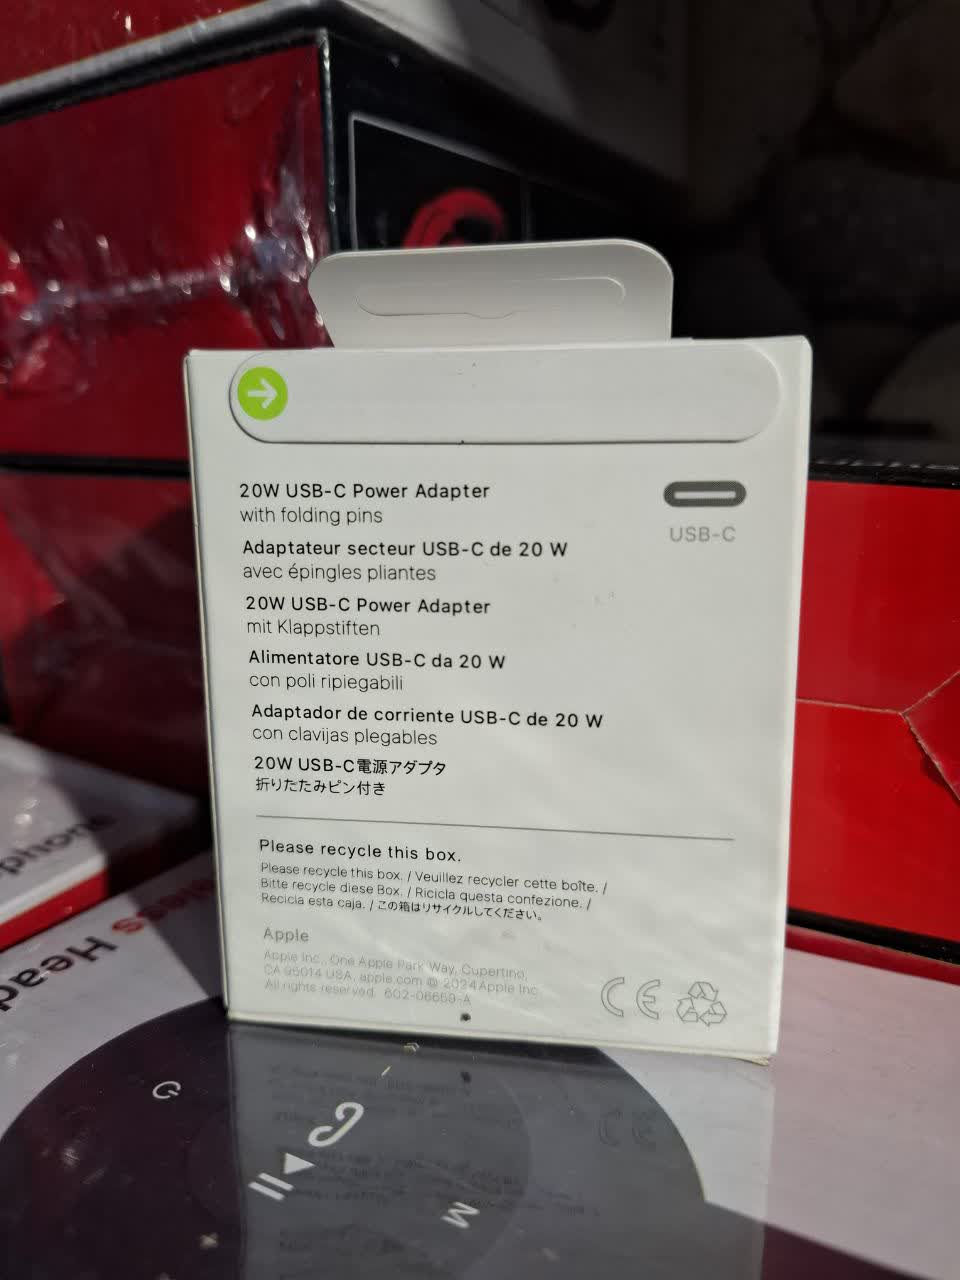 20W USB-C Power Adapter
with folding pins
Adaptateur secteur USB-C de 20 W
avec épingles pliantes
20W USB-C Power Adapter
mit Klappstiften
Alimentatore USB-C da 20 W
con poli ripiegabili
Adaptador de corriente USB-C de 20 W
con clavijas plegables
20W USB-C電源アダプタ
折りたたみピン付き
USB-C
Please recycle this box.
Please recycle this box. / Veuillez recycler cette boîte. /
Bitte recycle diese Box. / Ricicla questa confezione. /
Recicla esta caja. / この箱はリサイクルしてください。
Apple
Apple Inc., One Apple Park Way, Cupertino,
CA 95014 USA. apple.com © 2024 Apple Inc.
All rights reserved. 602-06659-A
CE
Head
M